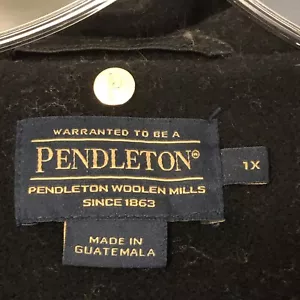 WARRANTED TO BE A
PENDLETON®
1X
PENDLETON WOOLEN MILLS
SINCE 1863
MADE IN
GUATEMALA